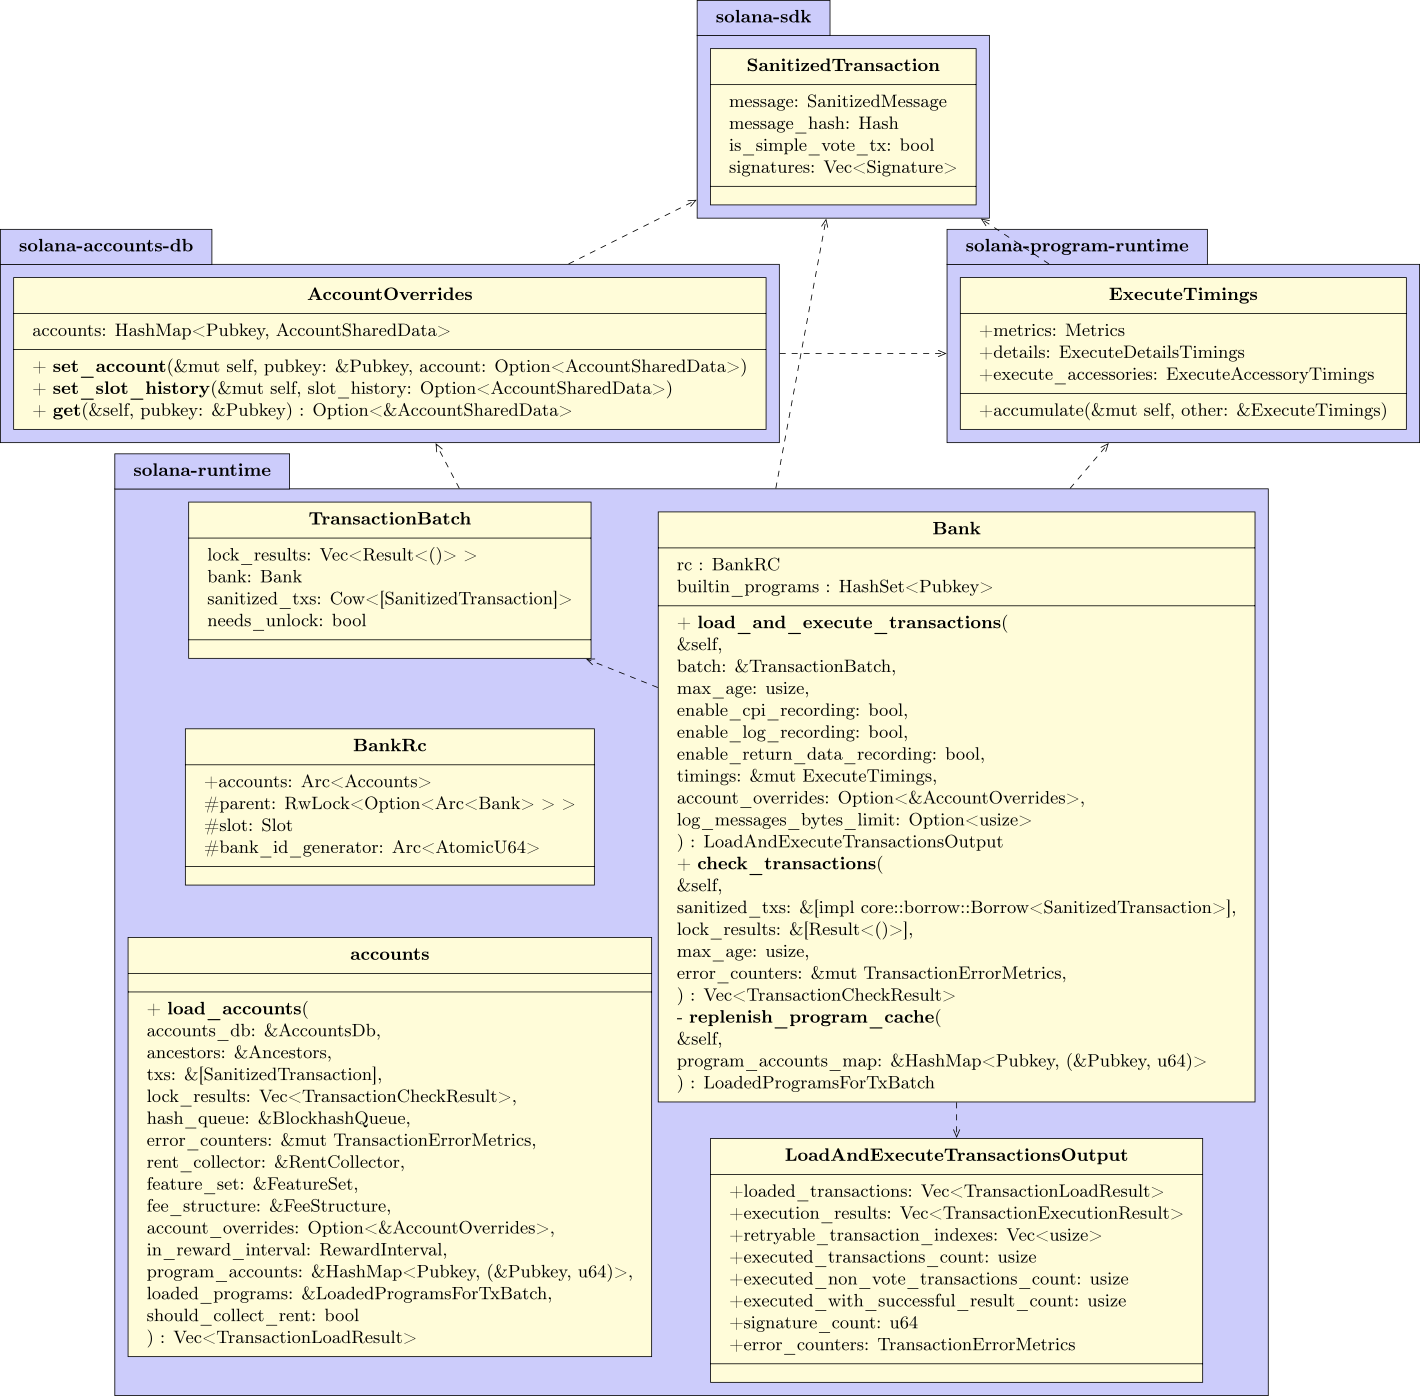 solana-sdk
SanitizedTransaction
message: SanitizedMessage
message_hash: Hash
is_simple_vote_tx: bool
signatures: Vec<Signature>
solana-accounts-db
AccountOverrides
accounts: HashMap<Pubkey, AccountSharedData>
+ set_account(&mut self, pubkey: &Pubkey, account: Option<AccountSharedData>)
+ set_slot_history(&mut self, slot_history: Option<AccountSharedData>)
+ get(&self, pubkey: &Pubkey) : Option<&AccountSharedData>
solana-program-runtime
ExecuteTimings
+metrics: Metrics
+details: ExecuteDetailsTimings
+execute_accessories: ExecuteAccessoryTimings
+accumulate(&mut self, other: &ExecuteTimings)
solana-runtime
TransactionBatch
lock_results: Vec<Result<()> >
bank: Bank
sanitized_txs: Cow<[SanitizedTransaction]>
needs_unlock: bool
BankRc
+accounts: Arc<Accounts>
#parent: RwLock<Option<Arc<Bank> > >
#slot: Slot
#bank_id_generator: Arc<AtomicU64>
accounts
+ load_accounts(
accounts_db: &AccountsDb,
ancestors: &Ancestors,
txs: &[SanitizedTransaction],
lock_results: Vec<TransactionCheckResult>,
hash_queue: &BlockhashQueue,
error_counters: &mut TransactionErrorMetrics,
rent_collector: &RentCollector,
feature_set: &FeatureSet,
fee_structure: &FeeStructure,
account_overrides: Option<&AccountOverrides>,
in_reward_interval: RewardInterval,
program_accounts: &HashMap<Pubkey, (&Pubkey, u64)>,
loaded_programs: &LoadedProgramsForTxBatch,
should_collect_rent: bool
) : Vec<TransactionLoadResult>
Bank
rc : BankRC
builtin_programs : HashSet<Pubkey>
+ load_and_execute_transactions(
&self,
batch: &TransactionBatch,
max_age: usize,
enable_cpi_recording: bool,
enable_log_recording: bool,
enable_return_data_recording: bool,
timings: &mut ExecuteTimings,
account_overrides: Option<&AccountOverrides>,
log_messages_bytes_limit: Option<usize>
) : LoadAndExecuteTransactionsOutput
+ check_transactions(
&self,
sanitized_txs: &[impl core::borrow::Borrow<SanitizedTransaction>],
lock_results: &[Result<()>],
max_age: usize,
error_counters: &mut TransactionErrorMetrics,
) : Vec<TransactionCheckResult>
- replenish_program_cache(
&self,
program_accounts_map: &HashMap<Pubkey, (&Pubkey, u64)>
) : LoadedProgramsForTxBatch
LoadAndExecuteTransactionsOutput
+loaded_transactions: Vec<TransactionLoadResult>
+execution_results: Vec<TransactionExecutionResult>
+retryable_transaction_indexes: Vec<usize>
+executed_transactions_count: usize
+executed_non_vote_transactions_count: usize
+executed_with_successful_result_count: usize
+signature_count: u64
+error_counters: TransactionErrorMetrics